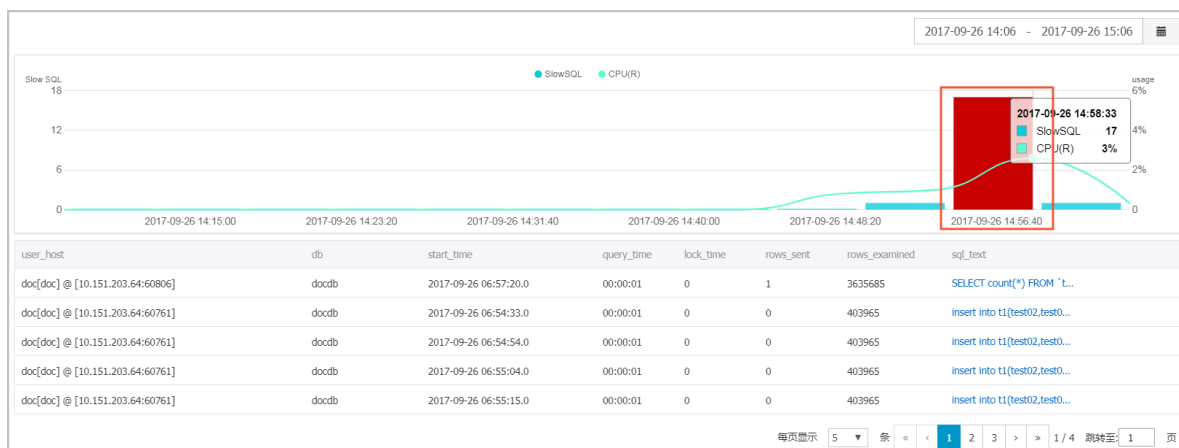 2017-09-26 14:06 - 2017-09-26 15:06
Slow SQL
SlowSQL CPU(R)
usage
18
6%
12
4%
6
2%
0
0
2017-09-26 14:58:33
SlowSQL 17
CPU(R) 3%
2017-09-26 14:15:00 2017-09-26 14:23:20 2017-09-26 14:31:40 2017-09-26 14:40:00 2017-09-26 14:48:20 2017-09-26 14:56:40
user_host db start_time query_time lock_time rows_sent rows_examined sql_text
doc[doc] @ [10.151.203.64:60806] docdb 2017-09-26 06:57:20.0 00:00:01 0 1 3635685 SELECT count(*) FROM `t...
doc[doc] @ [10.151.203.64:60761] docdb 2017-09-26 06:54:33.0 00:00:01 0 0 403965 insert into t1(test02,test0...
doc[doc] @ [10.151.203.64:60761] docdb 2017-09-26 06:54:54.0 00:00:01 0 0 403965 insert into t1(test02,test0...
doc[doc] @ [10.151.203.64:60761] docdb 2017-09-26 06:55:04.0 00:00:01 0 0 403965 insert into t1(test02,test0...
doc[doc] @ [10.151.203.64:60761] docdb 2017-09-26 06:55:15.0 00:00:01 0 0 403965 insert into t1(test02,test0...
每页显示 5 ▼ 条 « ‹ 1 2 3 › » 1 / 4 跳转至: 1 页